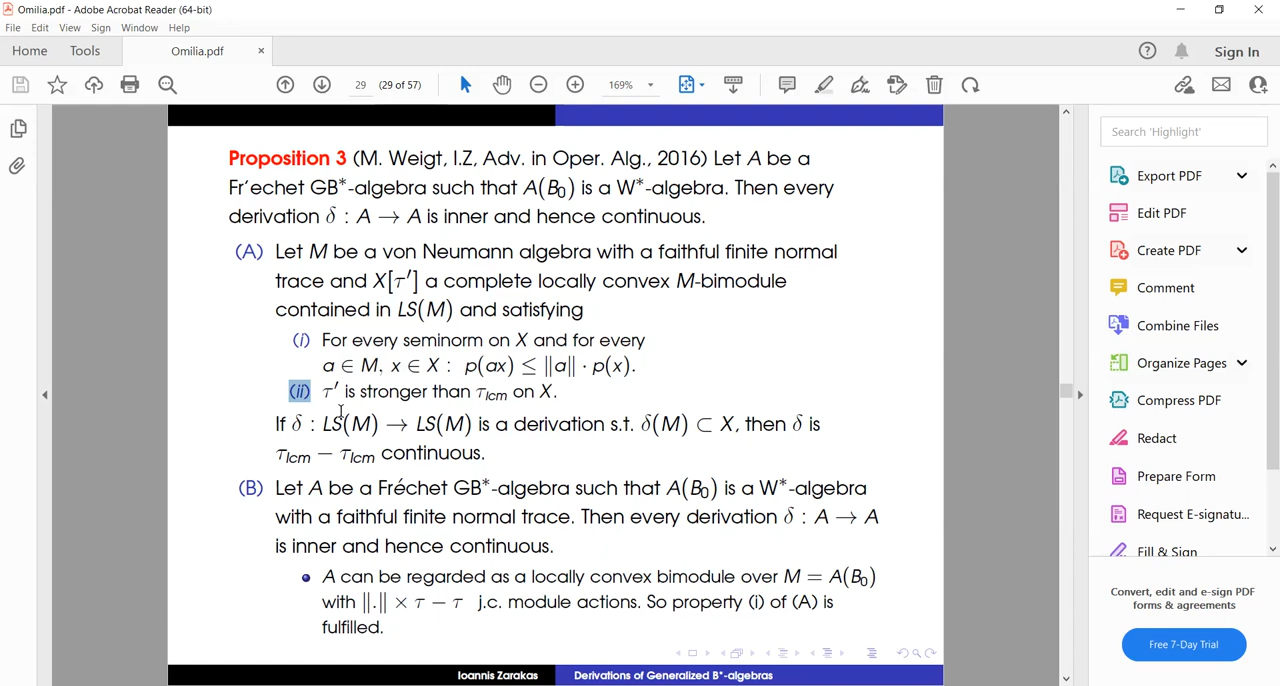 Omilia.pdf - Adobe Acrobat Reader (64-bit)
File Edit View Sign Window Help
Home Tools Omilia.pdf × Sign In
29 (29 of 57) 169%
Search 'Highlight'
Proposition 3 (M. Weigt, I.Z, Adv. in Oper. Alg., 2016) Let A be a
Fr´echet GB*-algebra such that A(B₀) is a W*-algebra. Then every
derivation δ : A → A is inner and hence continuous.
(A) Let M be a von Neumann algebra with a faithful finite normal
trace and X[τ′] a complete locally convex M-bimodule
contained in LS(M) and satisfying
(i) For every seminorm on X and for every
a ∈ M, x ∈ X : p(ax) ≤ ||a|| · p(x).
(ii) τ′ is stronger than τlcm on X.
If δ : LS(M) → LS(M) is a derivation s.t. δ(M) ⊂ X, then δ is
τlcm − τlcm continuous.
(B) Let A be a Fréchet GB*-algebra such that A(B₀) is a W*-algebra
with a faithful finite normal trace. Then every derivation δ : A → A
is inner and hence continuous.
• A can be regarded as a locally convex bimodule over M = A(B₀)
with ||.|| × τ − τ j.c. module actions. So property (i) of (A) is
fulfilled.
Ioannis Zarakas Derivations of Generalized B*-algebras
Export PDF
Edit PDF
Create PDF
Comment
Combine Files
Organize Pages
Compress PDF
Redact
Prepare Form
Request E-signatu...
Fill & Sign
Convert, edit and e-sign PDF
forms & agreements
Free 7-Day Trial